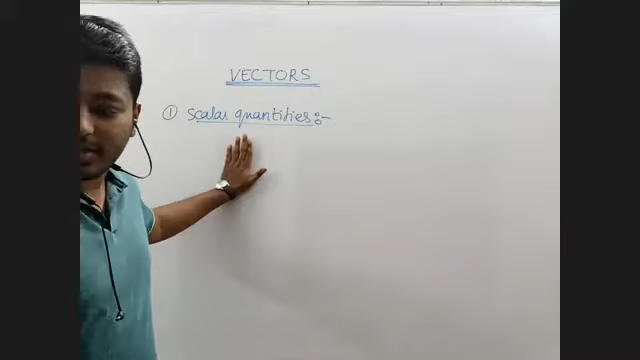 VECTORS
① Scalar quantities :-